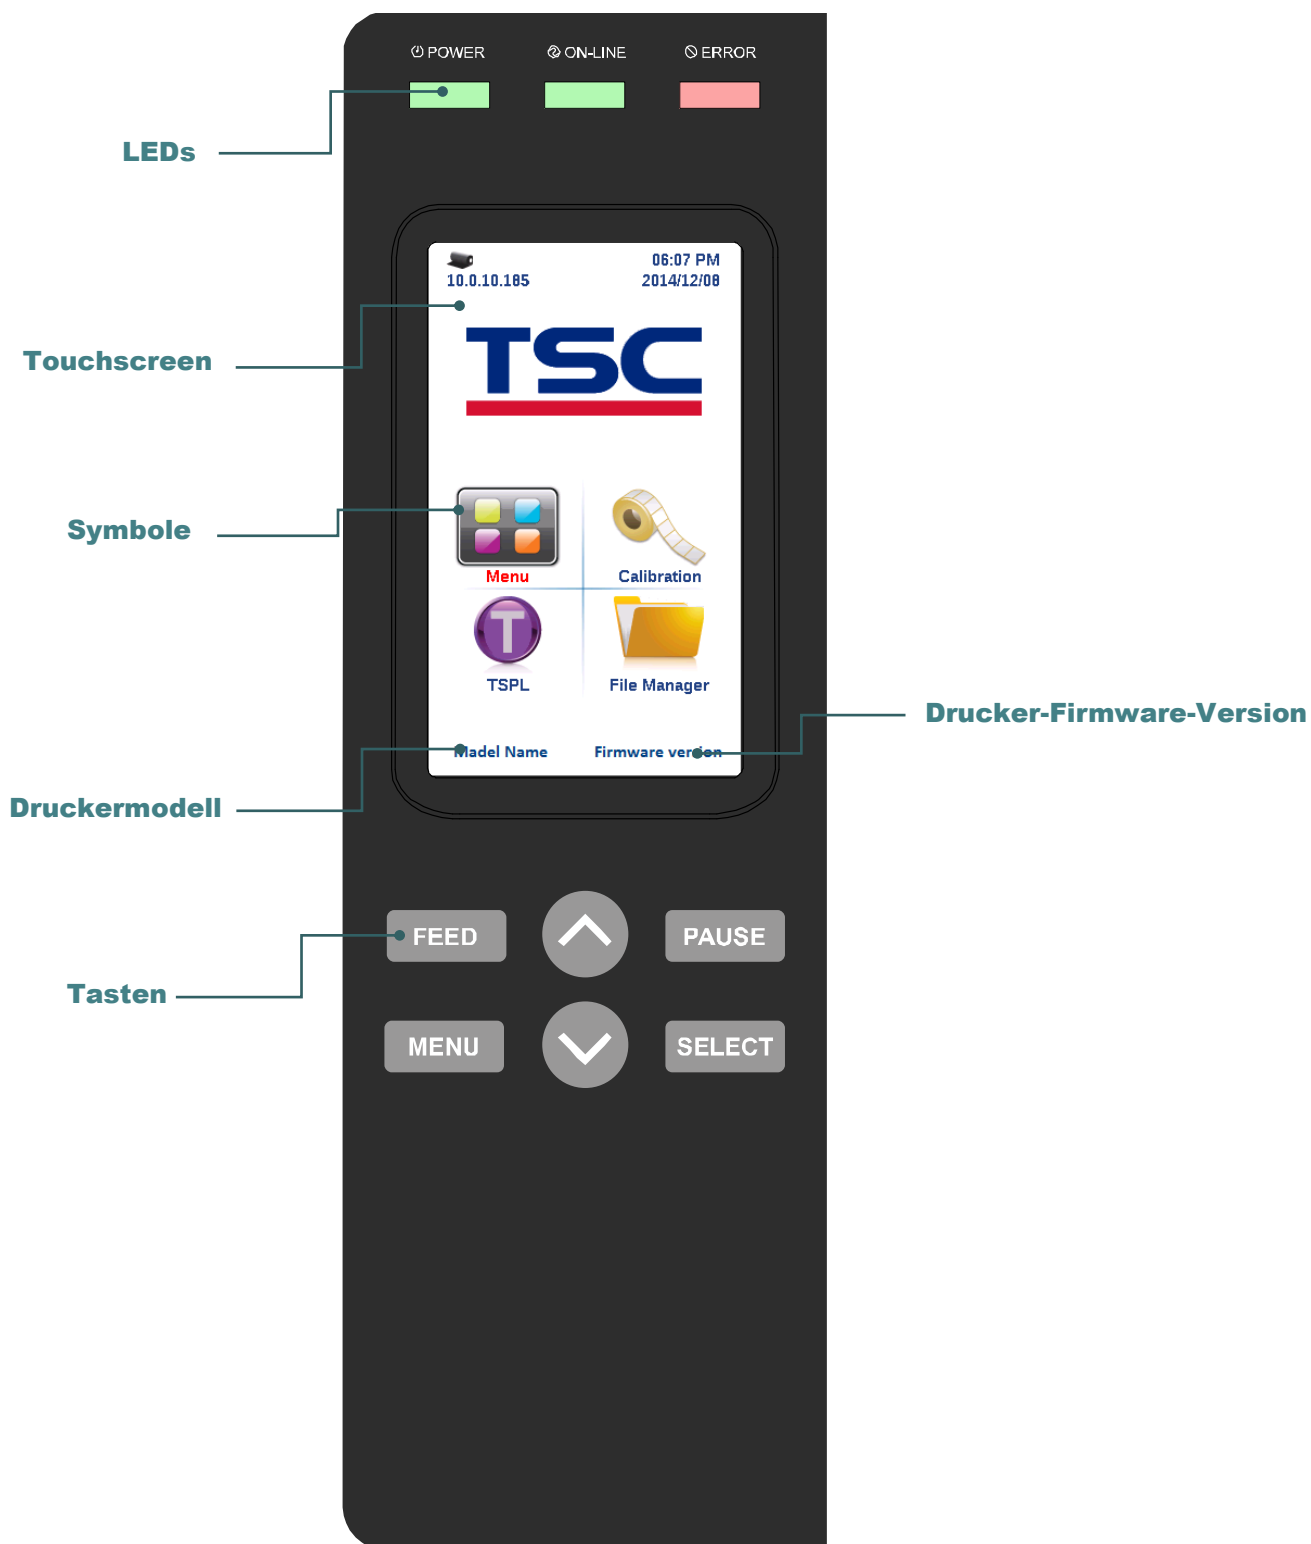 POWER
ON-LINE
ERROR
LEDs
06:07 PM
10.0.10.185
2014/12/08
Touchscreen
TSC
Symbole
Menu
Calibration
TSPL
File Manager
Drucker-Firmware-Version
Madel Name
Firmware version
Druckermodell
FEED
PAUSE
Tasten
MENU
SELECT